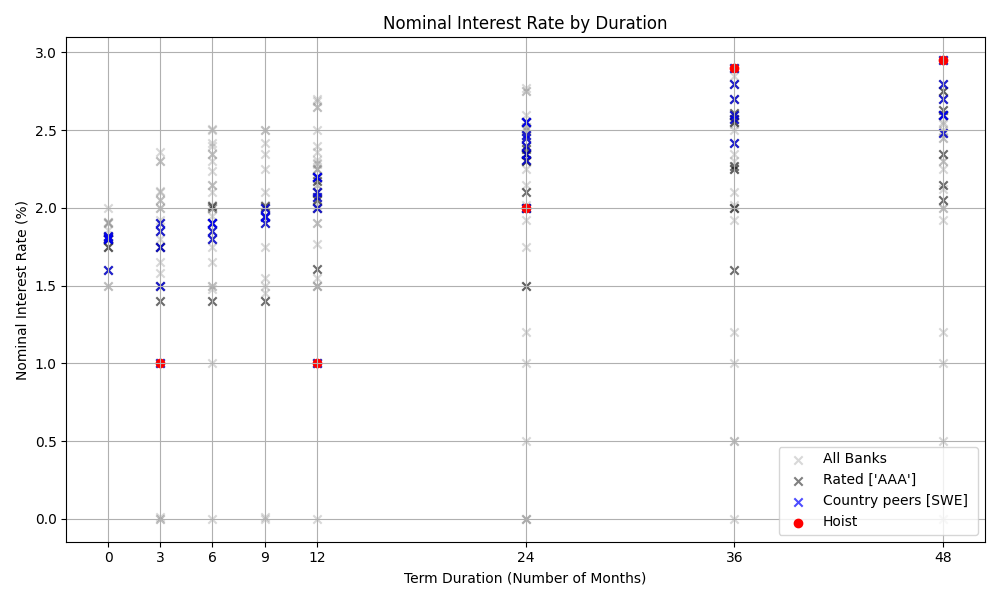 Nominal Interest Rate by Duration
Nominal Interest Rate (%)
3.0
2.5
2.0
1.5
1.0
0.5
0.0
0 3 6 9 12 24 36 48
Term Duration (Number of Months)
All Banks
Rated ['AAA']
Country peers [SWE]
Hoist